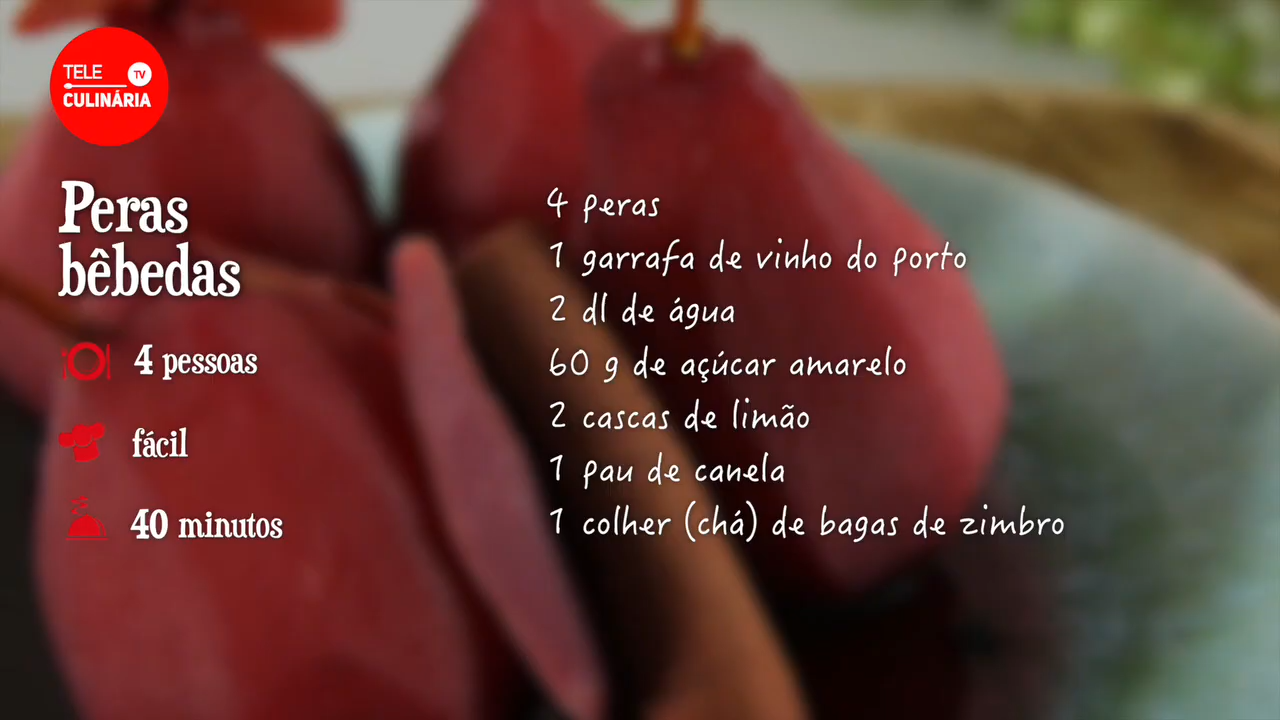 TELE TV
CULINÁRIA
Peras
bêbedas
4 pessoas
fácil
40 minutos
4 peras
1 garrafa de vinho do porto
2 dl de água
60 g de açúcar amarelo
2 cascas de limão
1 pau de canela
1 colher (chá) de bagas de zimbro